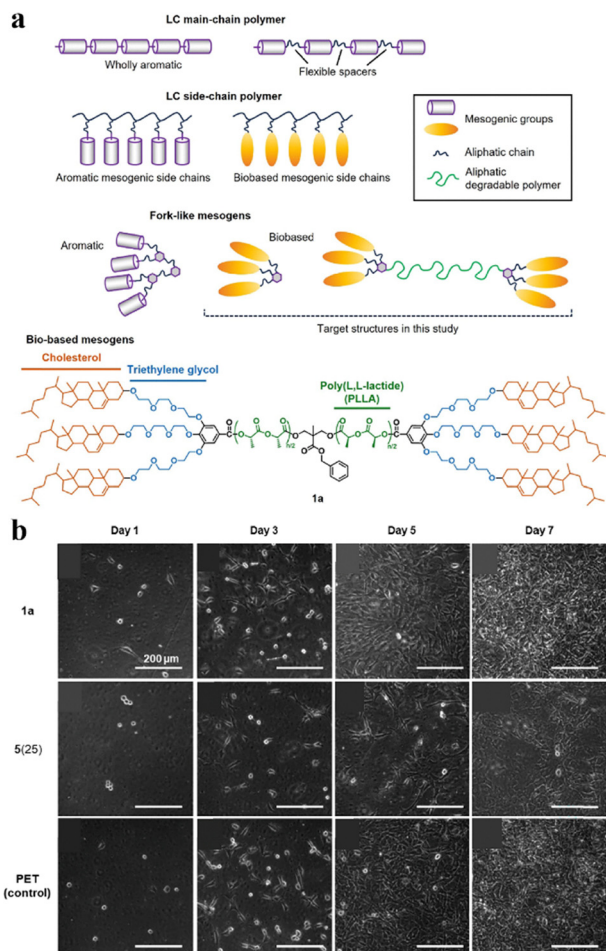 a
LC main-chain polymer
Wholly aromatic
Flexible spacers
LC side-chain polymer
Aromatic mesogenic side chains
Biobased mesogenic side chains
Mesogenic groups
Aliphatic chain
Aliphatic
degradable polymer
Fork-like mesogens
Aromatic
Biobased
Target structures in this study
Bio-based mesogens
Cholesterol
Triethylene glycol
Poly(L,L-lactide)
(PLLA)
n/2
n/2
1a
b
Day 1
Day 3
Day 5
Day 7
1a
200 μm
5(25)
PET
(control)